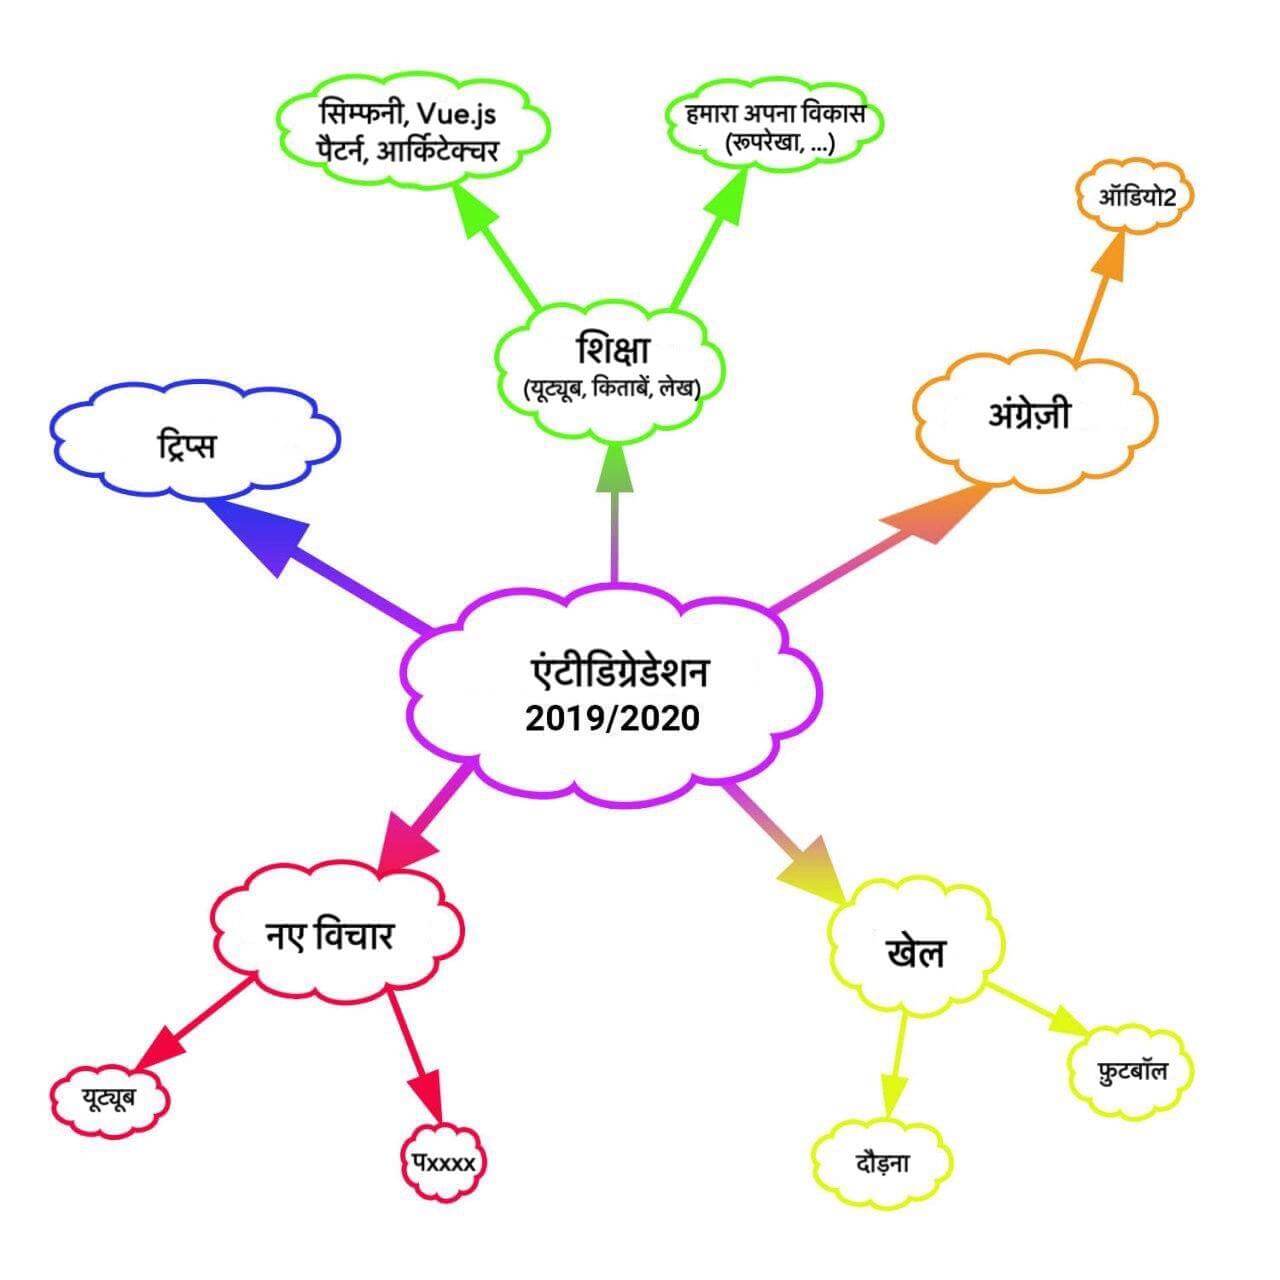 सिम्फनी, Vue.js
पैटर्न, आर्किटेक्चर
हमारा अपना विकास
(रूपरेखा, ...)
ऑडियो2
शिक्षा
(यूट्यूब, किताबें, लेख)
अंग्रेज़ी
ट्रिप्स
एंटीडिग्रेडेशन
2019/2020
नए विचार
खेल
यूट्यूब
फ़ुटबॉल
पxxxx
दौड़ना